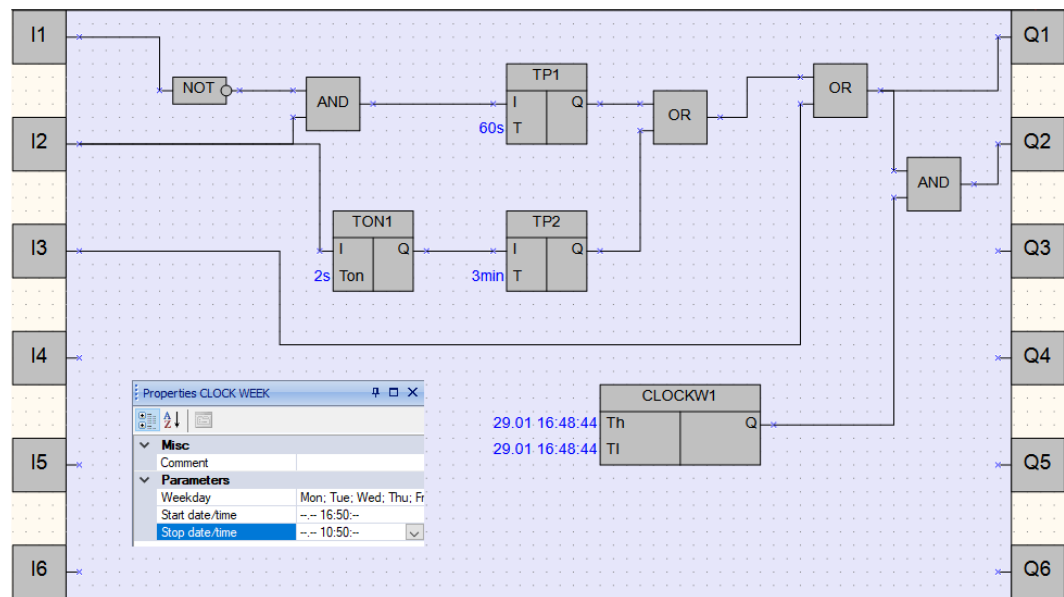 I1
Q1
NOT
AND
TP1
I Q
60s T
OR
OR
I2
Q2
AND
TON1
I Q
2s Ton
TP2
I Q
3min T
I3
Q3
I4
Q4
Properties CLOCK WEEK
Misc
Comment
Parameters
Weekday Mon; Tue; Wed; Thu; Fr
Start date/time --.-- 16:50:--
Stop date/time --.-- 10:50:--
CLOCKW1
29.01 16:48:44 Th Q
29.01 16:48:44 Tl
I5
Q5
I6
Q6